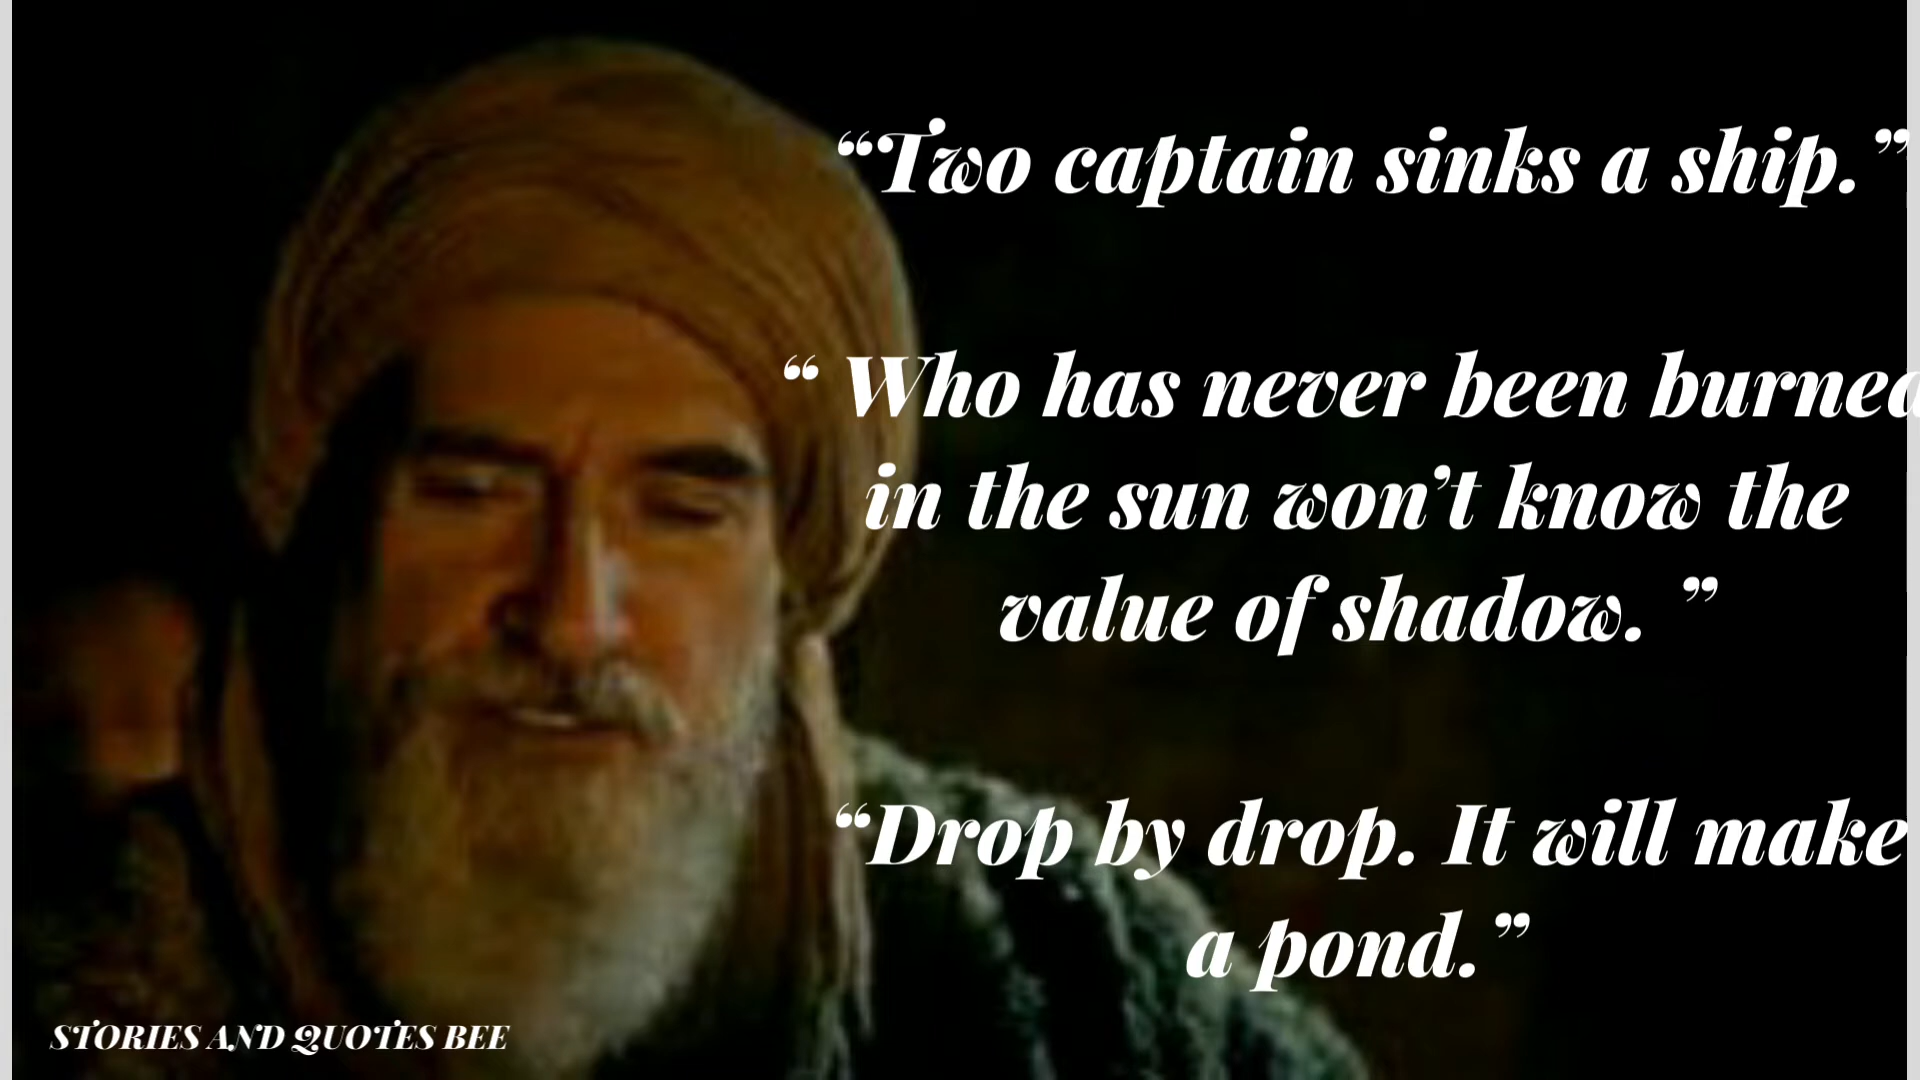 “Two captain sinks a ship.”
“ Who has never been burned
in the sun won’t know the
value of shadow. ”
“Drop by drop. It will make
a pond.”
STORIES AND QUOTES BEE